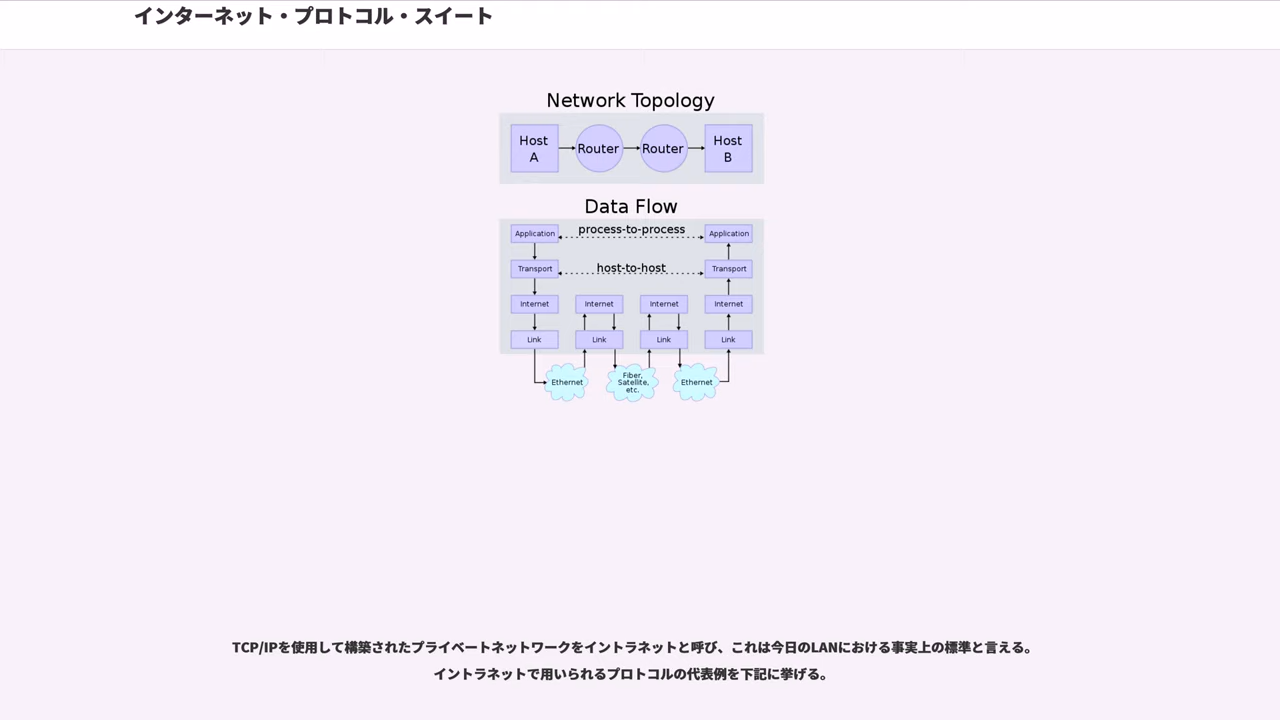 インターネット・プロトコル・スイート
Network Topology
Host
A
Router
Router
Host
B
Data Flow
Application
process-to-process
Application
Transport
host-to-host
Transport
Internet
Internet
Internet
Internet
Link
Link
Link
Link
Ethernet
Fiber,
Satellite,
etc.
Ethernet
TCP/IPを使用して構築されたプライベートネットワークをイントラネットと呼び、これは今日のLANにおける事実上の標準と言える。
イントラネットで用いられるプロトコルの代表例を下記に挙げる。